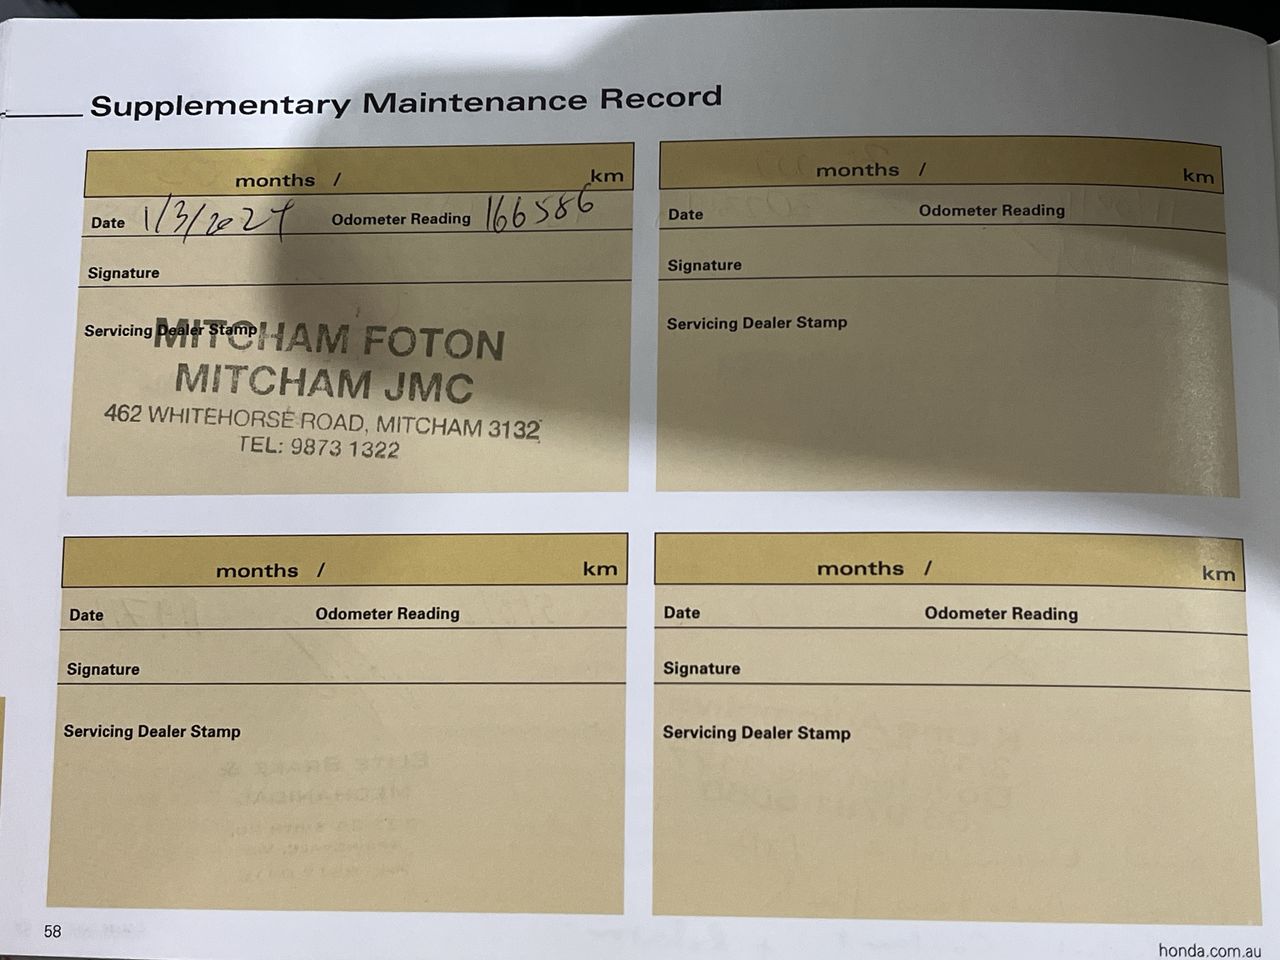 Supplementary Maintenance Record
months / km
Date 1/3/2024 Odometer Reading 166586
Signature
Servicing Dealer Stamp
MITCHAM FOTON
MITCHAM JMC
462 WHITEHORSE ROAD, MITCHAM 3132
TEL: 9873 1322
months / km
Date Odometer Reading
Signature
Servicing Dealer Stamp
months / km
Date Odometer Reading
Signature
Servicing Dealer Stamp
months / km
Date Odometer Reading
Signature
Servicing Dealer Stamp
58
honda.com.au